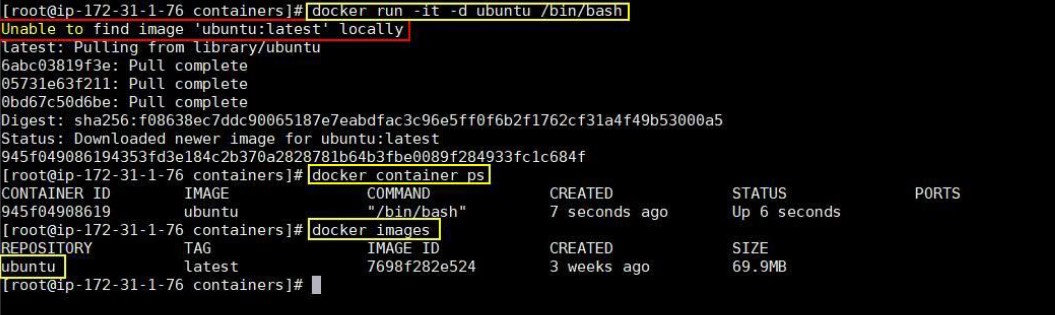 [root@ip-172-31-1-76 containers]# docker run -it -d ubuntu /bin/bash
Unable to find image 'ubuntu:latest' locally
latest: Pulling from library/ubuntu
6abc03819f3e: Pull complete
05731e63f211: Pull complete
0bd67c50d6be: Pull complete
Digest: sha256:f08638ec7ddc90065187e7eabdfac3c96e5ff0f6b2f1762cf31a4f49b53000a5
Status: Downloaded newer image for ubuntu:latest
945f049086194353fd3e184c2b370a2828781b64b3fbe0089f284933fc1c684f
[root@ip-172-31-1-76 containers]# docker container ps
CONTAINER ID IMAGE COMMAND CREATED STATUS PORTS
945f04908619 ubuntu "/bin/bash" 7 seconds ago Up 6 seconds
[root@ip-172-31-1-76 containers]# docker images
REPOSITORY TAG IMAGE ID CREATED SIZE
ubuntu latest 7698f282e524 3 weeks ago 69.9MB
[root@ip-172-31-1-76 containers]#